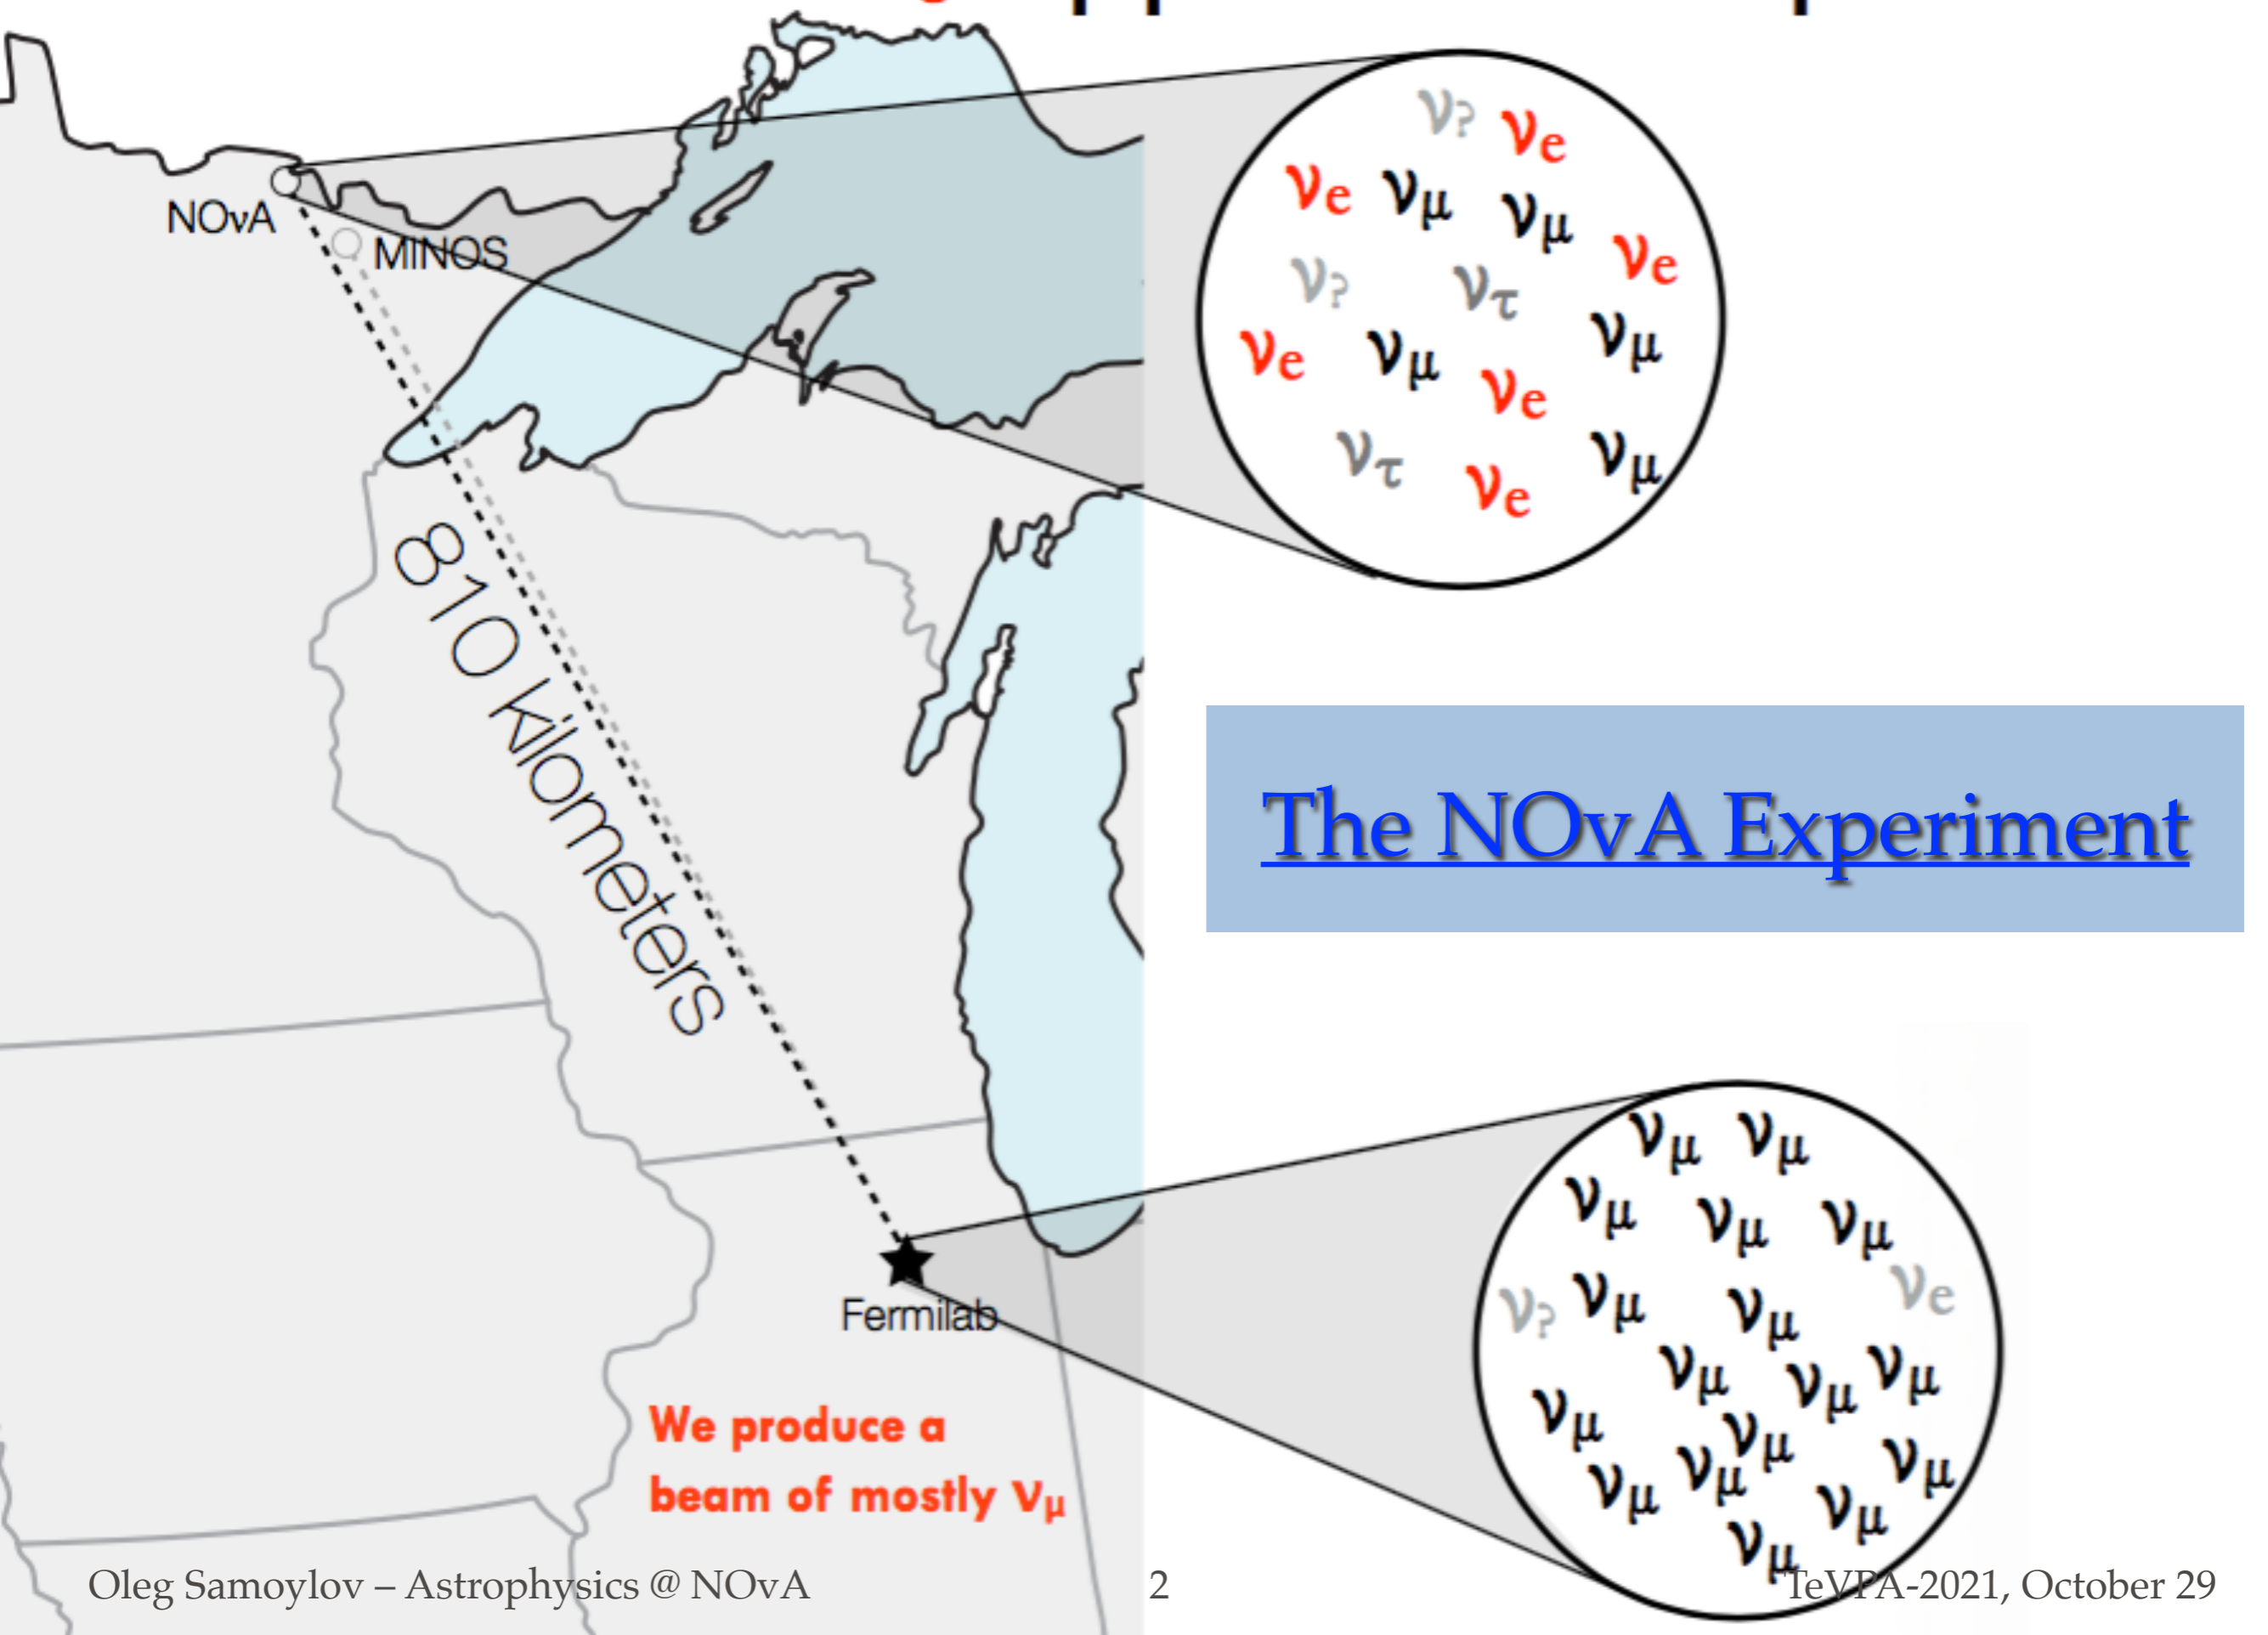 ν? νe
νe νμ νμ
νe
ν? ντ
νμ
νe νμ
νe
ντ νe νμ
NOνA
MINOS
810 kilometers
The NOvA Experiment
νμ νμ
νμ νμ νμ
ν? νμ νμ νe
νμ νμ νμ
νμ νμ
νμ νμ νμ
νμ
νμ
Fermilab
We produce a
beam of mostly νμ
Oleg Samoylov – Astrophysics @ NOvA
2
TeVPA-2021, October 29